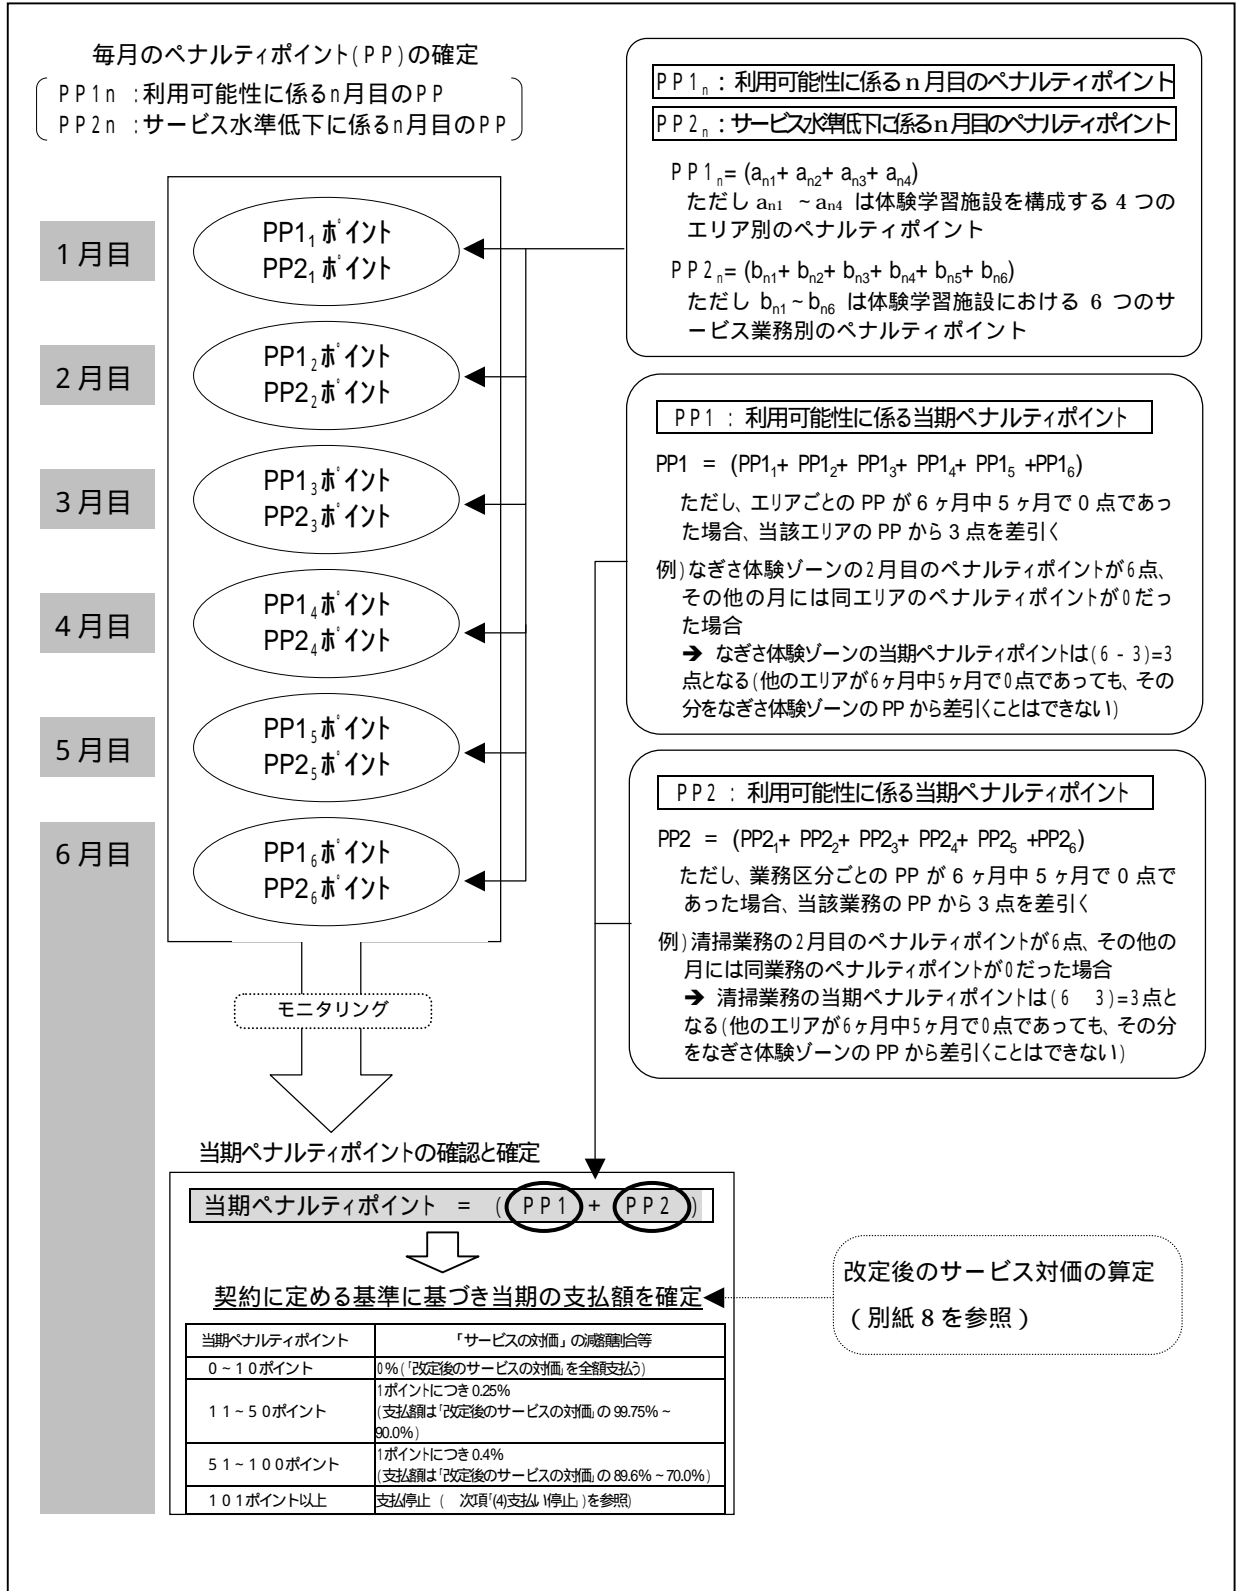 毎月のペナルティポイント(PP)の確定
PP1n :利用可能性に係るn月目のPP
PP2n :サービス水準低下に係るn月目のPP
1月目
PP1₁ポイント
PP2₁ポイント
2月目
PP1₂ポイント
PP2₂ポイント
3月目
PP1₃ポイント
PP2₃ポイント
4月目
PP1₄ポイント
PP2₄ポイント
5月目
PP1₅ポイント
PP2₅ポイント
6月目
PP1₆ポイント
PP2₆ポイント
モニタリング
PP1ₙ:利用可能性に係るn月目のペナルティポイント
PP2ₙ:サービス水準低下に係るn月目のペナルティポイント
PP1ₙ= (aₙ₁+ aₙ₂+ aₙ₃+ aₙ₄)
ただし aₙ₁ ~aₙ₄ は体験学習施設を構成する4つの
エリア別のペナルティポイント
PP2ₙ= (bₙ₁+ bₙ₂+ bₙ₃+ bₙ₄+ bₙ₅+ bₙ₆)
ただし bₙ₁~bₙ₆ は体験学習施設における 6 つのサ
ービス業務別のペナルティポイント
PP1 : 利用可能性に係る当期ペナルティポイント
PP1 = (PP1₁+ PP1₂+ PP1₃+ PP1₄+ PP1₅ +PP1₆)
ただし、エリアごとの PP が 6 ヶ月中 5 ヶ月で 0 点であっ
た場合、当該エリアの PP から 3 点を差引く
例)なぎさ体験ゾーンの2月目のペナルティポイントが6点、
その他の月には同エリアのペナルティポイントが0だっ
た場合
➔ なぎさ体験ゾーンの当期ペナルティポイントは(6 - 3)=3
点となる(他のエリアが6ヶ月中5ヶ月で0点であっても、その
分をなぎさ体験ゾーンの PP から差引くことはできない)
PP2 : 利用可能性に係る当期ペナルティポイント
PP2 = (PP2₁+ PP2₂+ PP2₃+ PP2₄+ PP2₅ +PP2₆)
ただし、業務区分ごとの PP が 6 ヶ月中 5 ヶ月で 0 点で
あった場合、当該業務の PP から 3 点を差引く
例)清掃業務の2月目のペナルティポイントが6点、その他の
月には同業務のペナルティポイントが0だった場合
➔ 清掃業務の当期ペナルティポイントは(6 3)=3点と
なる(他のエリアが6ヶ月中5ヶ月で0点であっても、その分
をなぎさ体験ゾーンの PP から差引くことはできない)
当期ペナルティポイントの確認と確定
当期ペナルティポイント = ( PP1 + PP2 )
契約に定める基準に基づき当期の支払額を確定
改定後のサービス対価の算定
(別紙8を参照)
当期ペナルティポイント 「サービスの対価」の減額割合等
0~10ポイント 0%(「改定後のサービスの対価」を全額支払う)
11~50ポイント 1ポイントにつき0.25%
(支払額は「改定後のサービスの対価」の 99.75%~
90.0%)
51~100ポイント 1ポイントにつき0.4%
(支払額は「改定後のサービスの対価」の 89.6%~70.0%)
101ポイント以上 支払停止 ( 次項「(4)支払い停止」を参照)